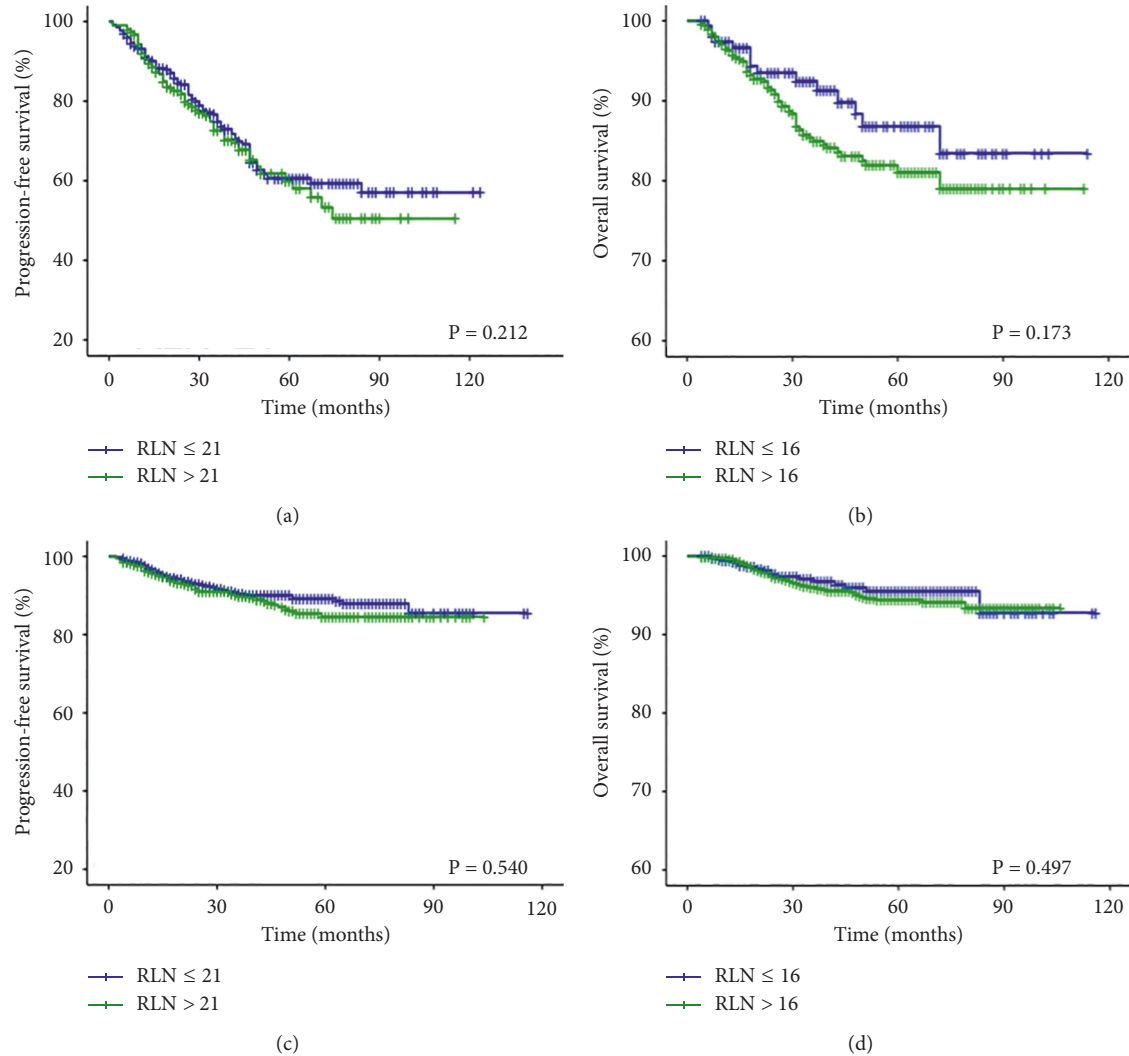 100
80
60
40
20
Progression-free survival (%)
P = 0.212
0 30 60 90 120
Time (months)
RLN ≤ 21
RLN > 21
(a)
100
90
80
70
60
Overall survival (%)
P = 0.173
0 30 60 90 120
Time (months)
RLN ≤ 16
RLN > 16
(b)
100
80
60
40
20
Progression-free survival (%)
P = 0.540
0 30 60 90 120
Time (months)
RLN ≤ 21
RLN > 21
(c)
100
90
80
70
60
Overall survival (%)
P = 0.497
0 30 60 90 120
Time (months)
RLN ≤ 16
RLN > 16
(d)